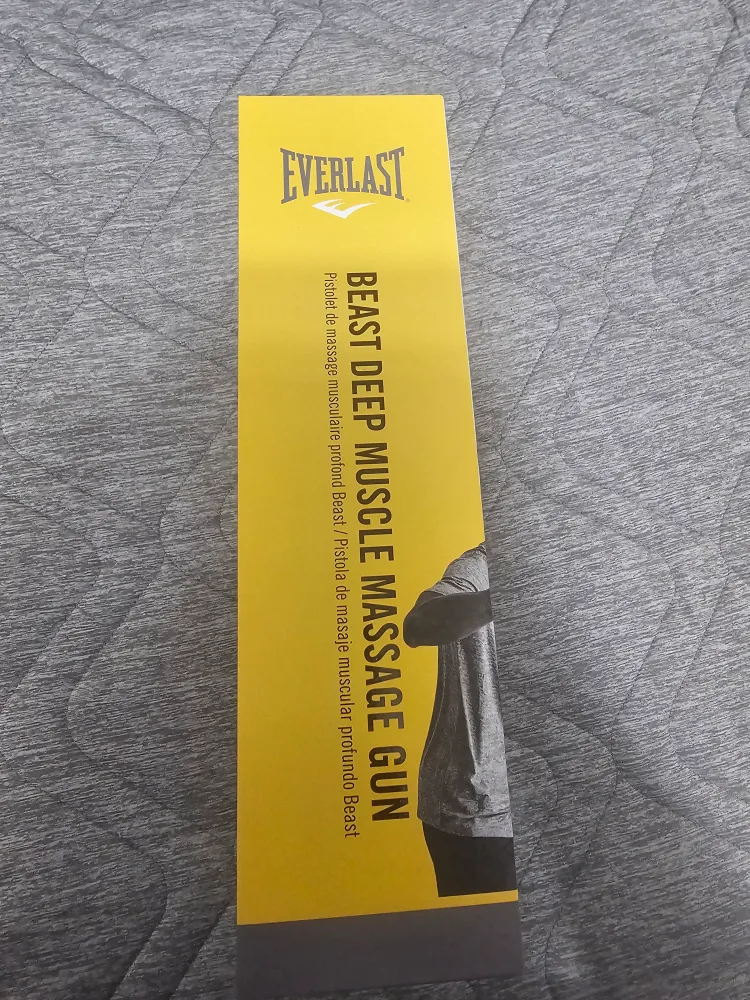 EVERLAST
BEAST DEEP MUSCLE MASSAGE GUN
Pistolet de massage musculaire profond Beast / Pistola de masaje muscular profundo Beast